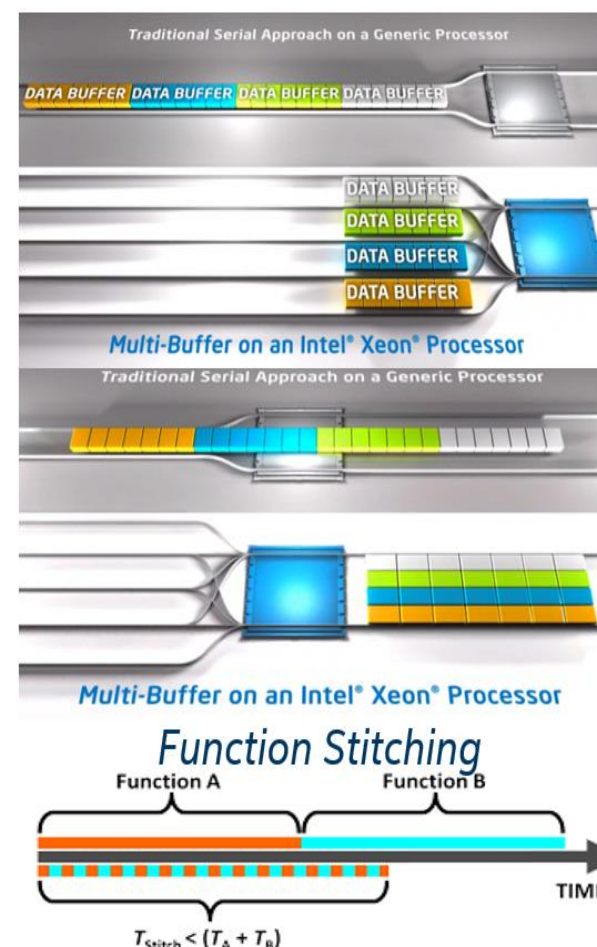 Traditional Serial Approach on a Generic Processor
DATA BUFFER DATA BUFFER DATA BUFFER DATA BUFFER
DATA BUFFER
DATA BUFFER
DATA BUFFER
DATA BUFFER
Multi-Buffer on an Intel® Xeon® Processor
Traditional Serial Approach on a Generic Processor
Multi-Buffer on an Intel® Xeon® Processor
Function Stitching
Function A Function B
TIME
TStitch < (TA + TB)